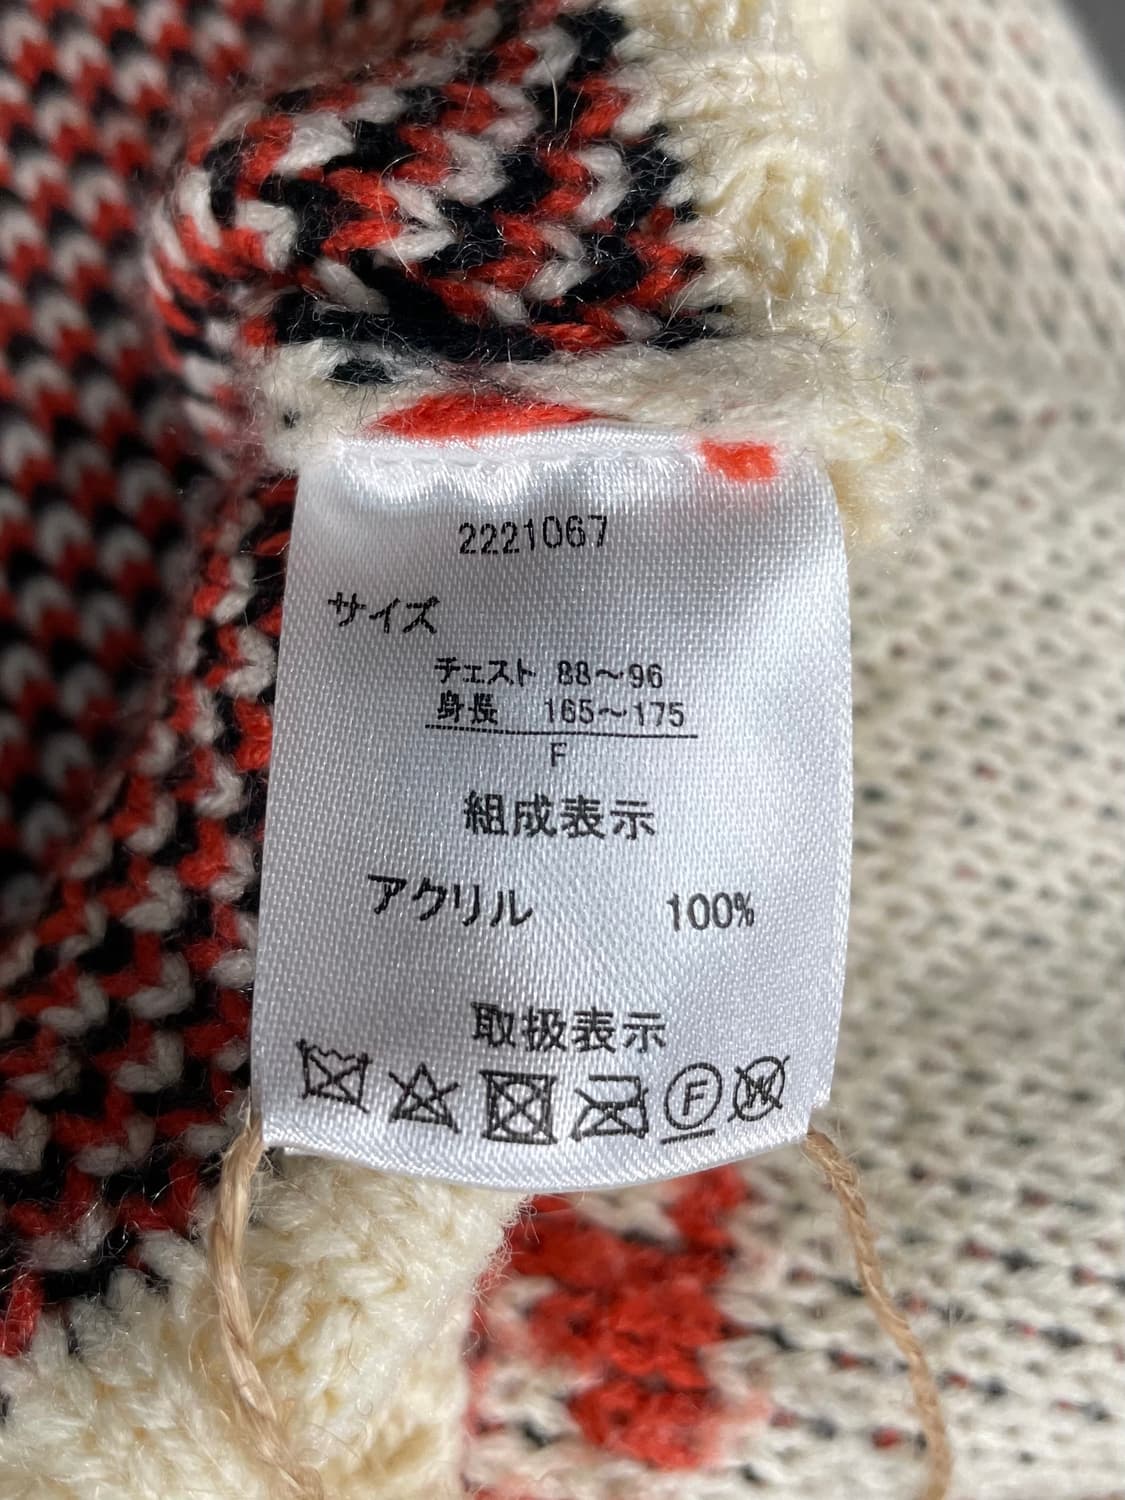 2221067
サイズ
チェスト 88～96
身長 165～175
F
組成表示
アクリル 100%
取扱表示
F W